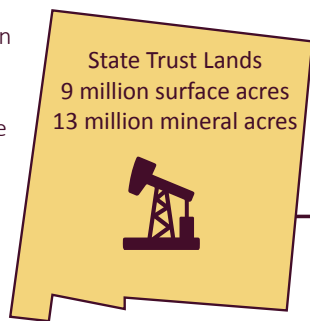 n
State Trust Lands
9 million surface acres
e
13 million mineral acres